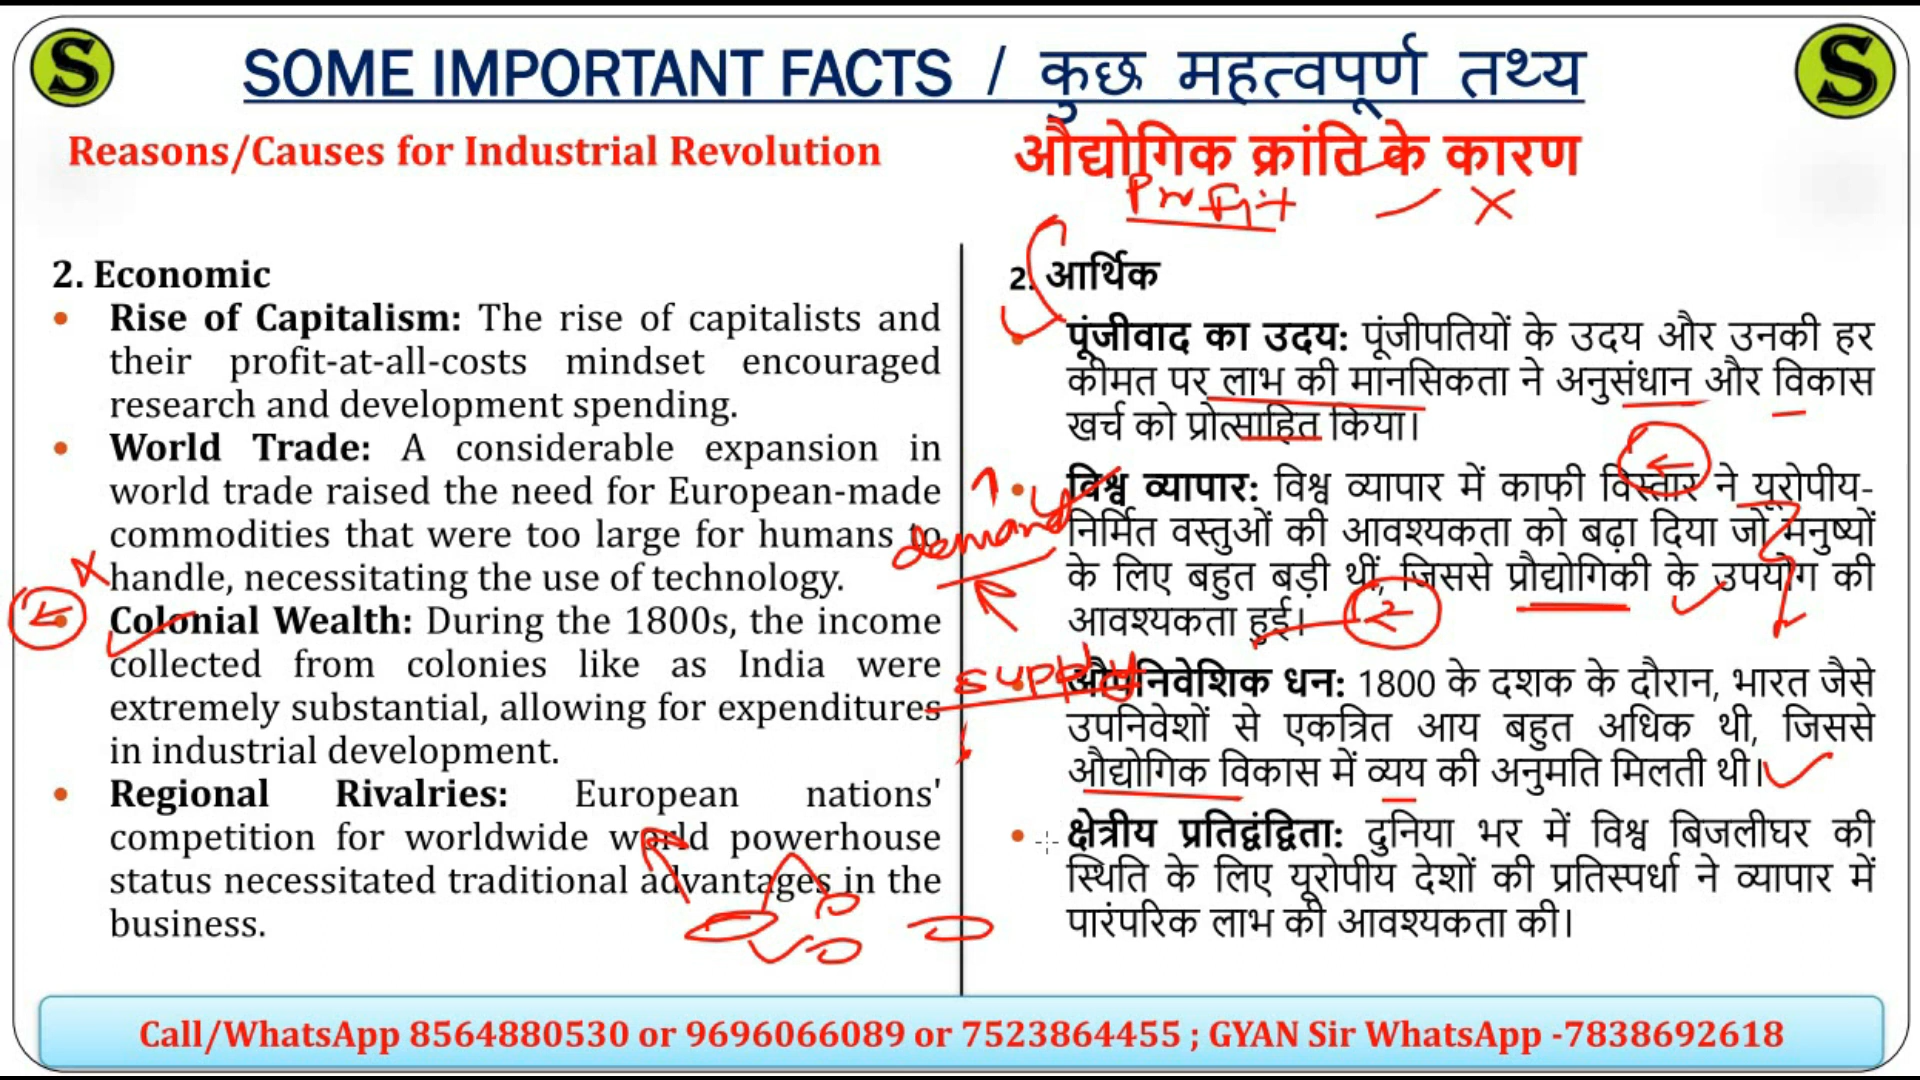 S
SOME IMPORTANT FACTS / कुछ महत्वपूर्ण तथ्य
S
Reasons/Causes for Industrial Revolution
2. Economic
• Rise of Capitalism: The rise of capitalists and
their profit-at-all-costs mindset encouraged
research and development spending.
• World Trade: A considerable expansion in
world trade raised the need for European-made
commodities that were too large for humans to
handle, necessitating the use of technology.
• Colonial Wealth: During the 1800s, the income
collected from colonies like as India were
extremely substantial, allowing for expenditures
in industrial development.
• Regional Rivalries: European nations'
competition for worldwide world powerhouse
status necessitated traditional advantages in the
business.
औद्योगिक क्रांति के कारण
Profit
2. आर्थिक
• पूंजीवाद का उदय: पूंजीपतियों के उदय और उनकी हर
कीमत पर लाभ की मानसिकता ने अनुसंधान और विकास
खर्च को प्रोत्साहित किया।
• विश्व व्यापार: विश्व व्यापार में काफी विस्तार ने यूरोपीय-
निर्मित वस्तुओं की आवश्यकता को बढ़ा दिया जो मनुष्यों
के लिए बहुत बड़ी थीं, जिससे प्रौद्योगिकी के उपयोग की
आवश्यकता हुई।
demand
supply
• औपनिवेशिक धन: 1800 के दशक के दौरान, भारत जैसे
उपनिवेशों से एकत्रित आय बहुत अधिक थी, जिससे
औद्योगिक विकास में व्यय की अनुमति मिलती थी।
• क्षेत्रीय प्रतिद्वंद्विता: दुनिया भर में विश्व बिजलीघर की
स्थिति के लिए यूरोपीय देशों की प्रतिस्पर्धा ने व्यापार में
पारंपरिक लाभ की आवश्यकता की।
Call/WhatsApp 8564880530 or 9696066089 or 7523864455 ; GYAN Sir WhatsApp -7838692618